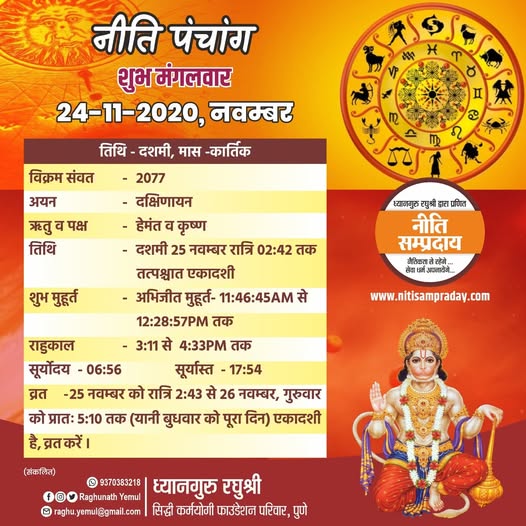 नीति पंचांग
शुभ मंगलवार
24-11-2020, नवम्बर
तिथि - दशमी, मास -कार्तिक
विक्रम संवत - 2077
अयन - दक्षिणायन
ऋतु व पक्ष - हेमंत व कृष्ण
तिथि - दशमी 25 नवम्बर रात्रि 02:42 तक
तत्पश्चात एकादशी
शुभ मुहूर्त - अभिजीत मुहूर्त- 11:46:45AM से
12:28:57PM तक
राहुकाल - 3:11 से 4:33PM तक
सूर्योदय - 06:56 सूर्यास्त - 17:54
व्रत -25 नवम्बर को रात्रि 2:43 से 26 नवम्बर, गुरुवार
को प्रातः 5:10 तक (यानी बुधवार को पूरा दिन) एकादशी
है, व्रत करें ।
ध्यानगुरु रघुश्री द्वारा प्रणित
नीति
सम्प्रदाय
नैतिकता से रहेंगे ...
सेवा धर्म अपनायेंगे...
www.nitisampraday.com
(संकलित)
9370383218
Raghunath Yemul
raghu.yemul@gmail.com
ध्यानगुरु रघुश्री
सिद्धी कर्मयोगी फाउंडेशन परिवार, पुणे